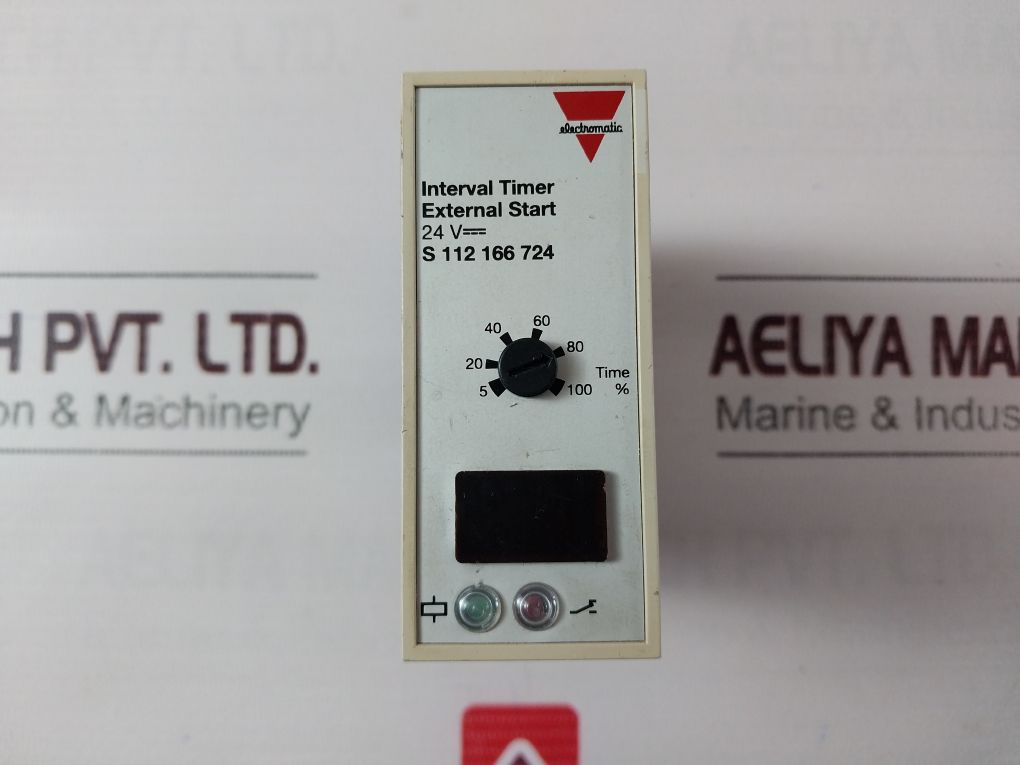 electromatic
Interval Timer
External Start
24 V
S 112 166 724
40
60
20
80
5
100
Time
%
H PVT. LTD.
on & Machinery
AELIYA MA
Marine & Indus